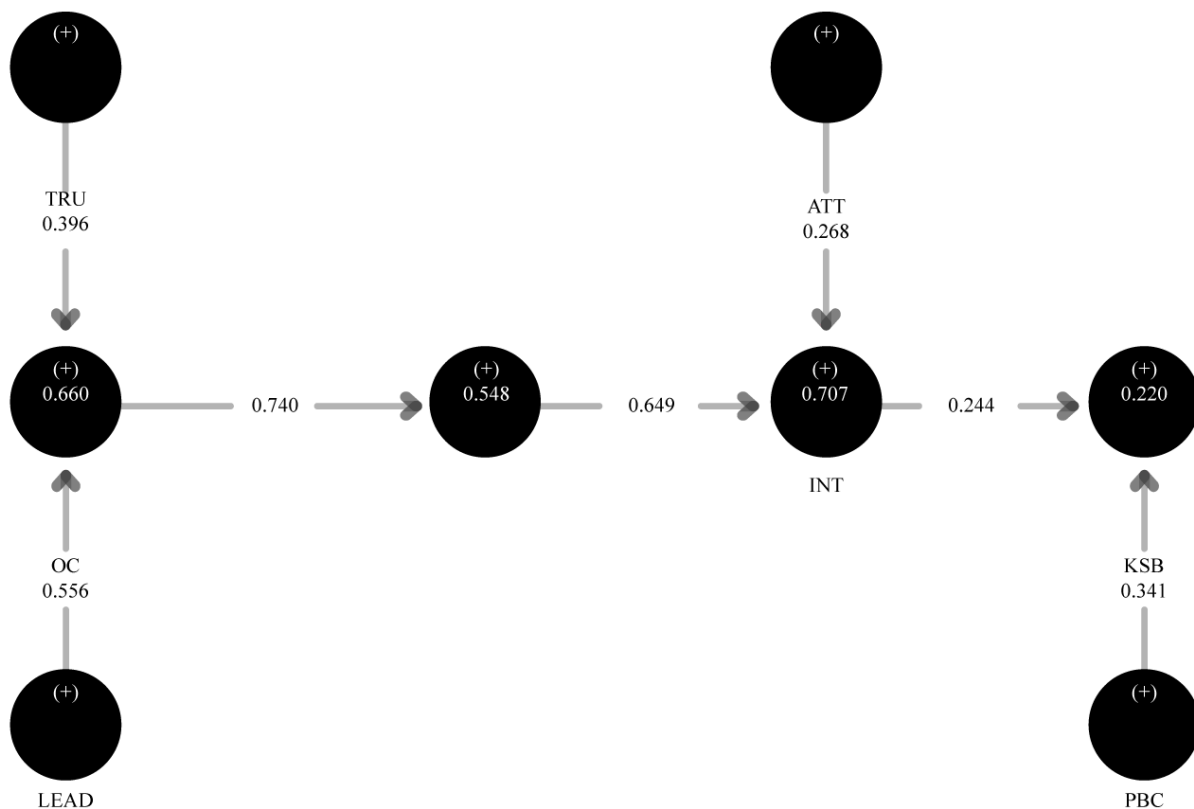 (+)
(+)
TRU
0.396
ATT
0.268
(+)
0.660
0.740
(+)
0.548
0.649
(+)
0.707
0.244
(+)
0.220
INT
OC
0.556
KSB
0.341
(+)
(+)
LEAD
PBC